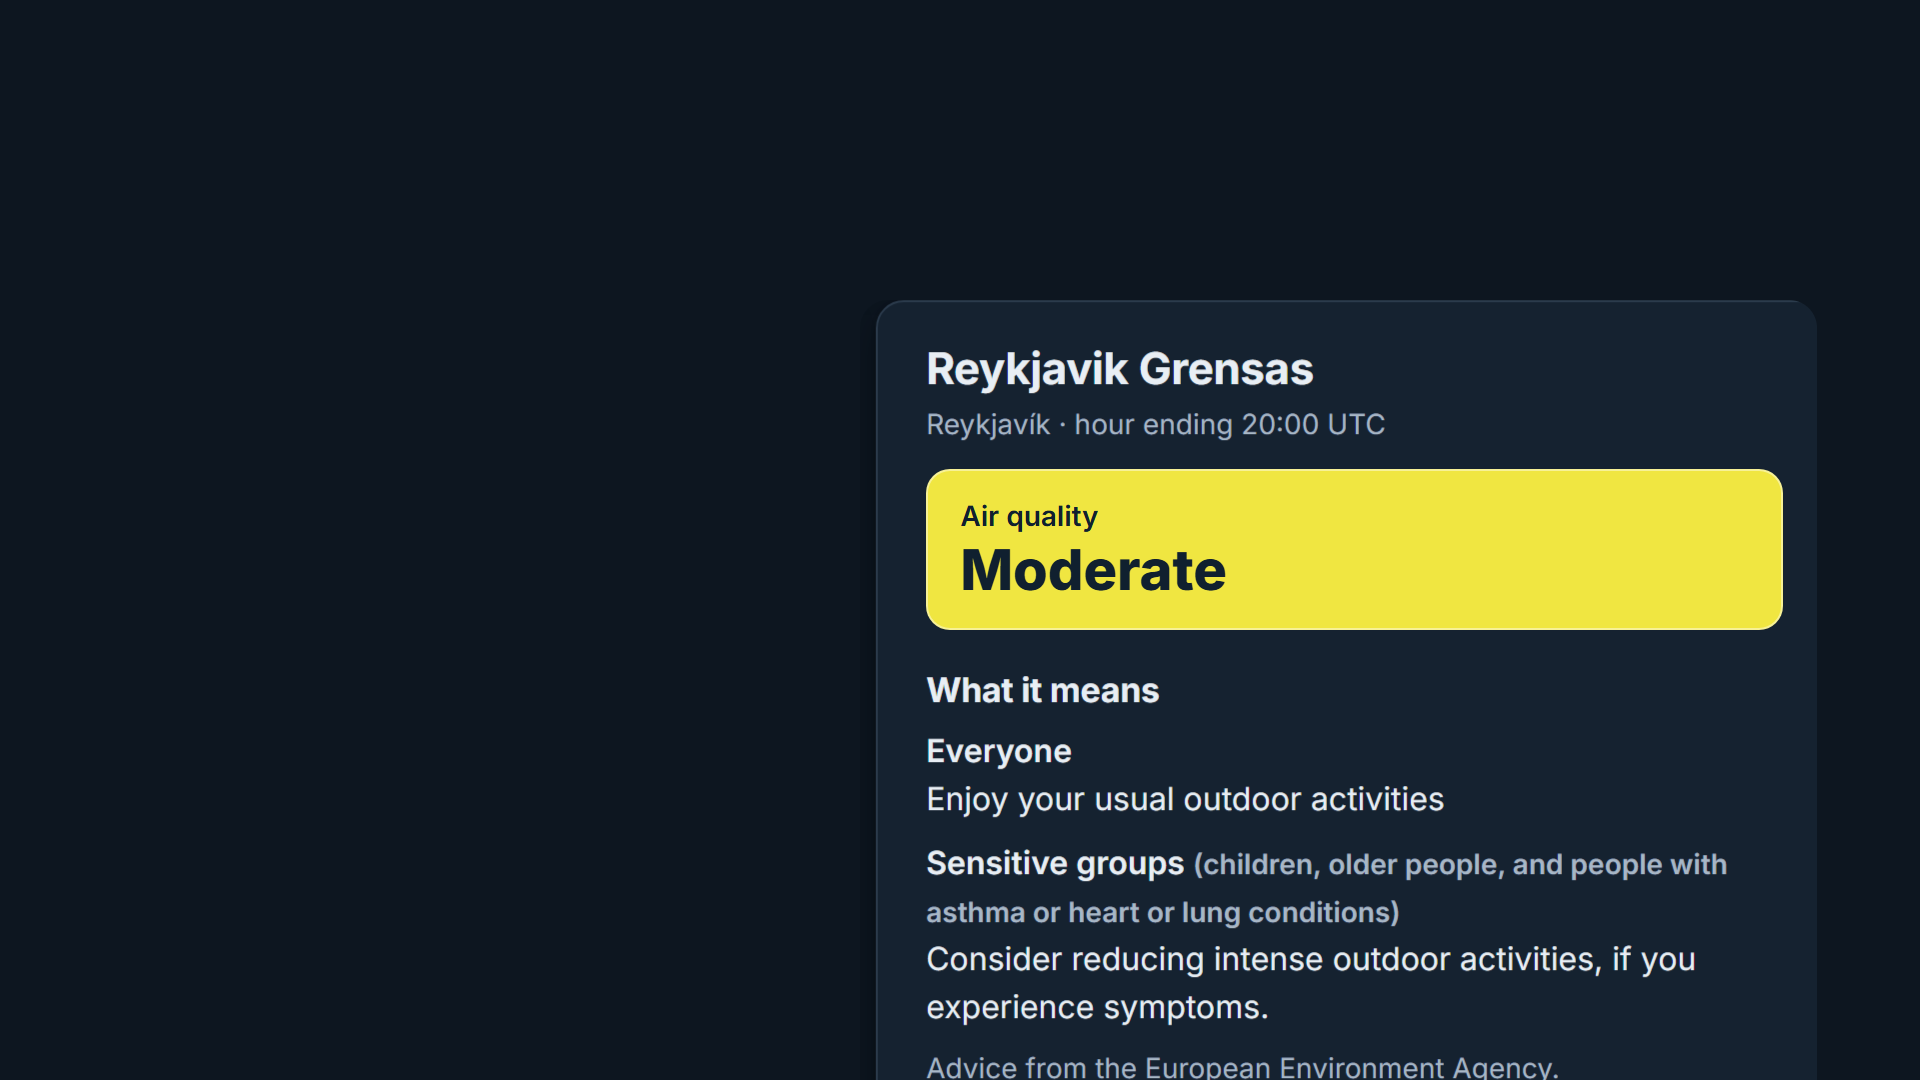 Reykjavik Grensas
Reykjavík · hour ending 20:00 UTC
Air quality
Moderate
What it means
Everyone
Enjoy your usual outdoor activities
Sensitive groups (children, older people, and people with
asthma or heart or lung conditions)
Consider reducing intense outdoor activities, if you
experience symptoms.
Advice from the European Environment Agency.